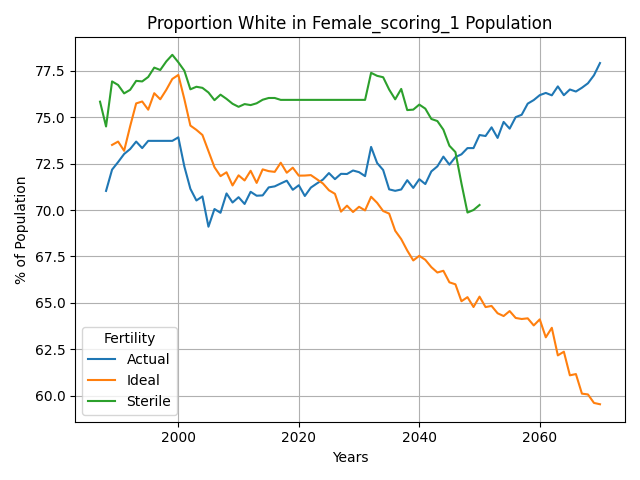 Proportion White in Female_scoring_1 Population
% of Population
77.5
75.0
72.5
70.0
67.5
65.0
62.5
60.0
Fertility
Actual
Ideal
Sterile
2000 2020 2040 2060
Years